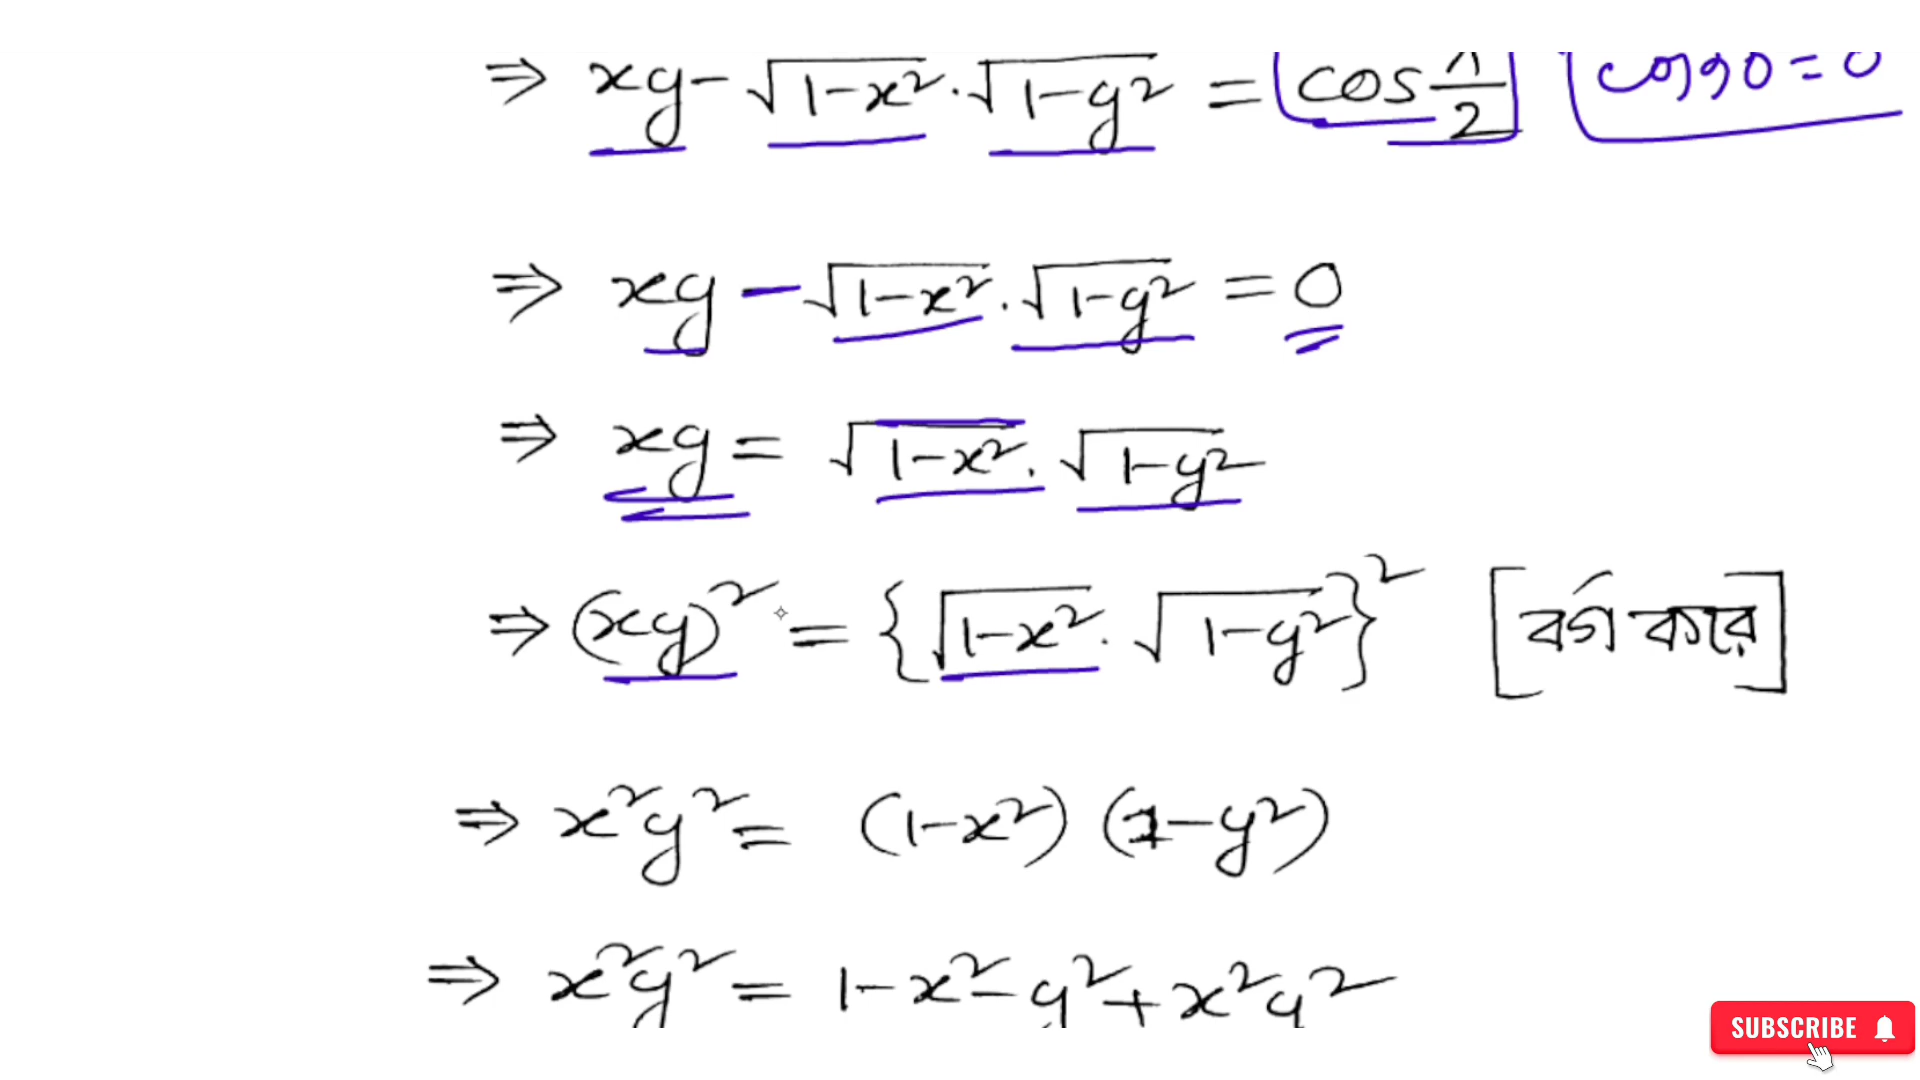 ⇒ xy − √(1−x²) · √(1−y²) = cos π/2 cos90=0
⇒ xy − √(1−x²) · √(1−y²) = 0
⇒ xy = √(1−x²) · √(1−y²)
⇒ (xy)² = {√(1−x²) · √(1−y²)}² [বর্গ করে]
⇒ x²y² = (1−x²) (1−y²)
⇒ x²y² = 1−x²−y²+x²y²
SUBSCRIBE